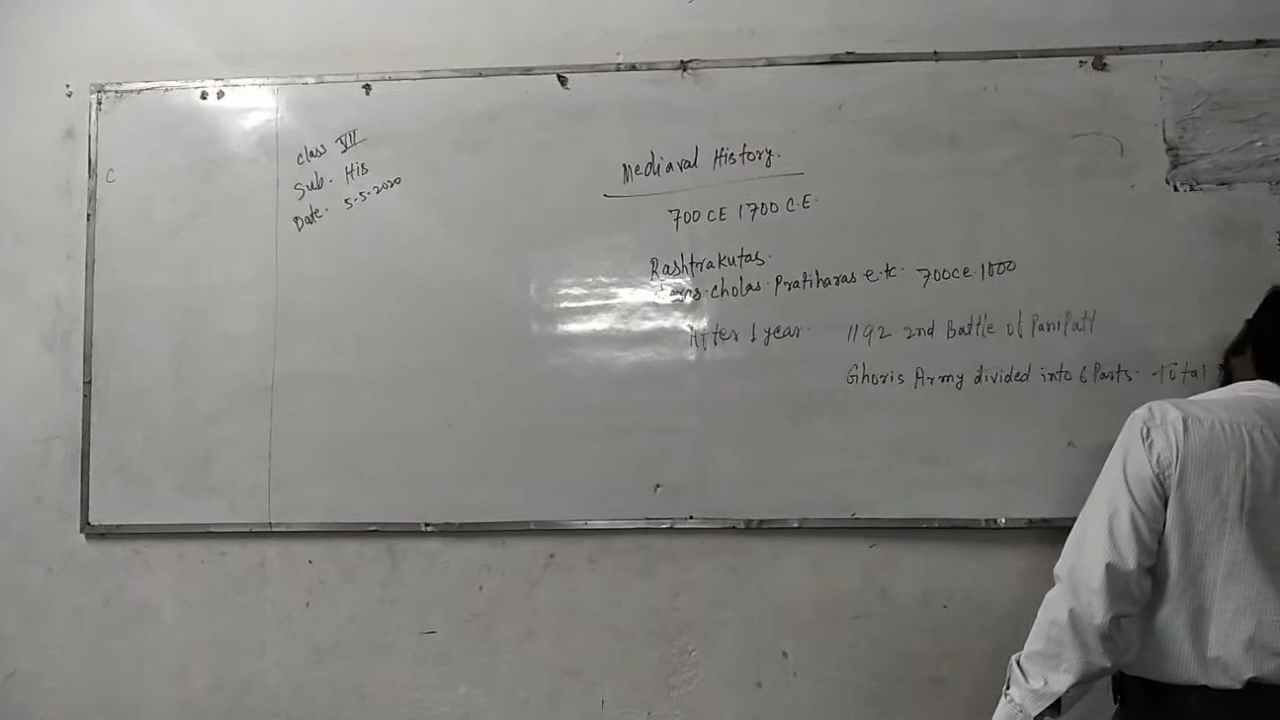 C
Class VII
Sub. His
Date. 5.5.2020
Mediaval History.
700 CE 1700 C.E.
Rashtrakutas.
cholas. Pratiharas e.tc. 700ce. 1000
After 1 year. 1192 2nd Battle of PaniPatt
Ghoris Army divided into 6 Parts. Total